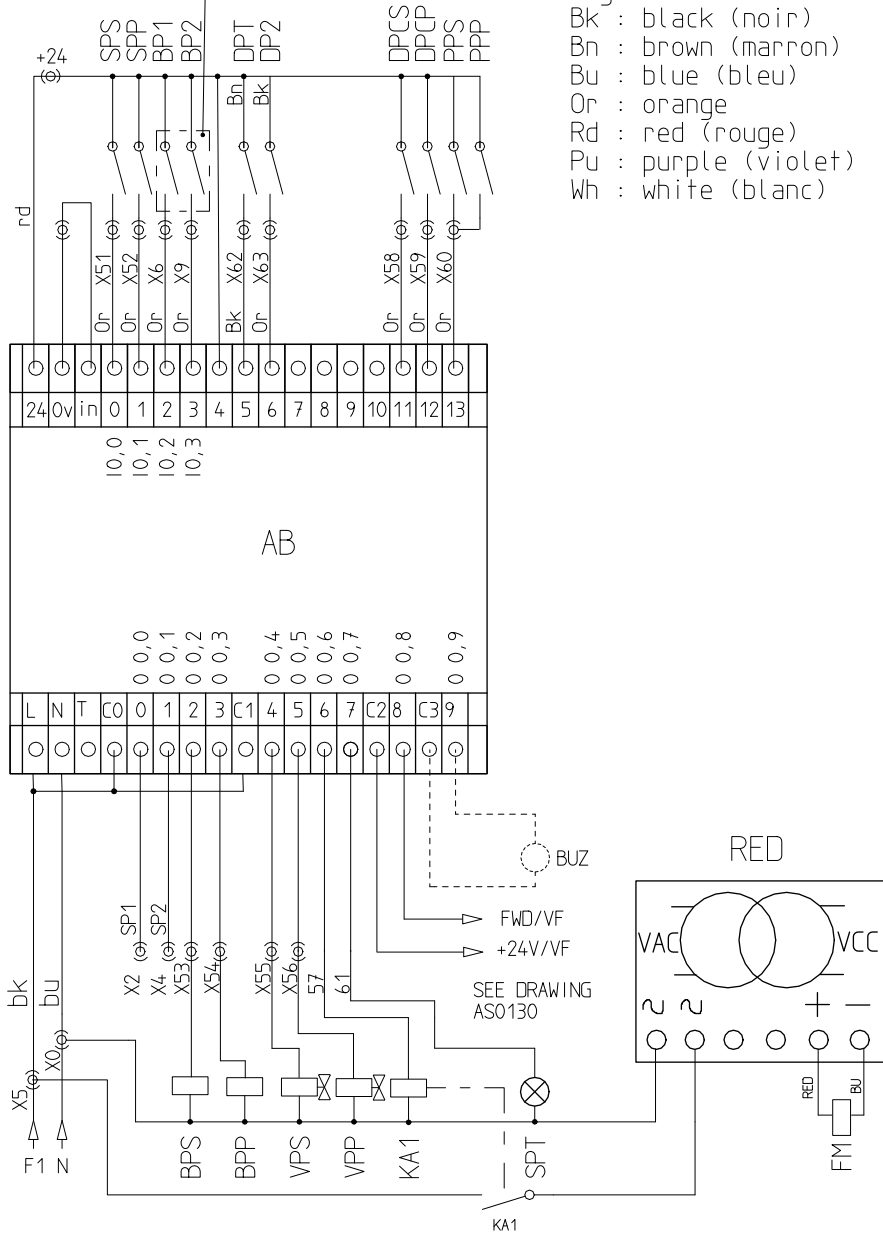 Bk : black (noir)
Bn : brown (marron)
Bu : blue (bleu)
Or : orange
Rd : red (rouge)
Pu : purple (violet)
Wh : white (blanc)
+24
SPS
SPP
BP1
BP2
DPT
DP2
DPCS
DPCP
PPS
PPP
Bn
Bk
rd
X51
X52
X6
X9
X62
X63
X58
X59
X60
Or
Or
Or
Or
Bk
Or
Or
Or
Or
24 0v in 0 1 2 3 4 5 6 7 8 9 10 11 12 13
I0,0
I0,1
I0,2
I0,3
AB
O 0,0
O 0,1
O 0,2
O 0,3
O 0,4
O 0,5
O 0,6
O 0,7
O 0,8
O 0,9
L N T C0 0 1 2 3 C1 4 5 6 7 C2 8 C3 9
BUZ
FWD/VF
+24V/VF
SEE DRAWING
AS0130
SP1
SP2
X2
X4
X53
X54
X55
X56
57
61
bk
bu
X5
X0
F1 N
BPS
BPP
VPS
VPP
KA1
SPT
KA1
RED
VAC
VCC
+ −
RED
BU
FM